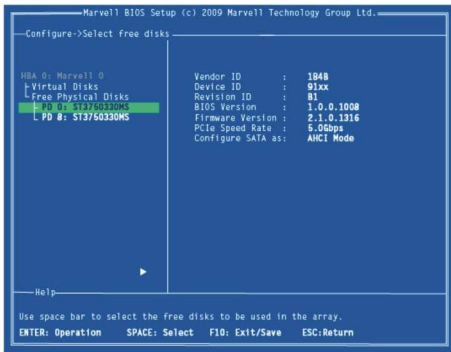 Marvell BIOS Setup (c) 2009 Marvell Technology Group Ltd.
Configure->Select free disks
HBA 0: Marvell 0
Virtual Disks
Free Physical Disks
PD 0: ST3750330MS
PD 8: ST3750330MS
Vendor ID : 1B4B
Device ID : 91xx
Revision ID : B1
BIOS Version : 1.0.0.1008
Firmware Version : 2.1.0.1316
PCIe Speed Rate : 5.0Gbps
Configure SATA as: AHCI Mode
Help
Use space bar to select the free disks to be used in the array.
ENTER: Operation SPACE: Select F10: Exit/Save ESC:Return